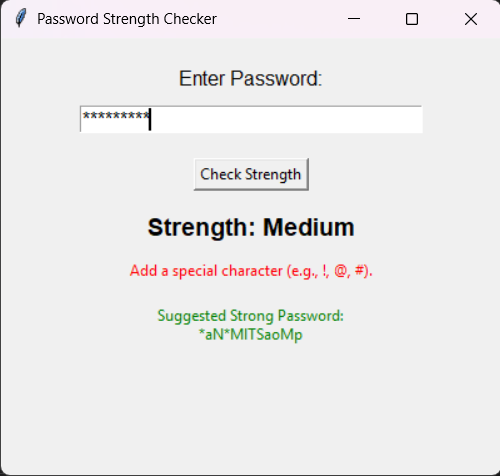 Password Strength Checker
Enter Password:
*********
Check Strength
Strength: Medium
Add a special character (e.g., !, @, #).
Suggested Strong Password:
*aN*MITSaoMp